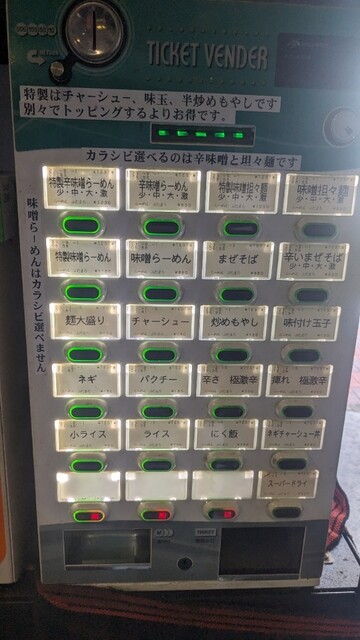 TICKET VENDER
特製はチャーシュー、味玉、半炒めもやしです
別々でトッピングするよりお得です。
カラシビ選べるのは辛味噌と坦々麺です
味噌らーめんはカラシビ選べません
特製辛味噌らーめん
少・中・大・激
辛味噌らーめん
少・中・大・激
特製味噌坦々麺
少・中・大・激
味噌坦々麺
少・中・大・激
特製味噌らーめん
味噌らーめん
まぜそば
辛いまぜそば
少・中・大・激
麺大盛り
チャーシュー
炒めもやし
味付け玉子
ネギ
パクチー
辛さ 極激辛
痺れ 極激辛
小ライス
ライス
にく飯
ネギチャーシュー丼
スーパードライ